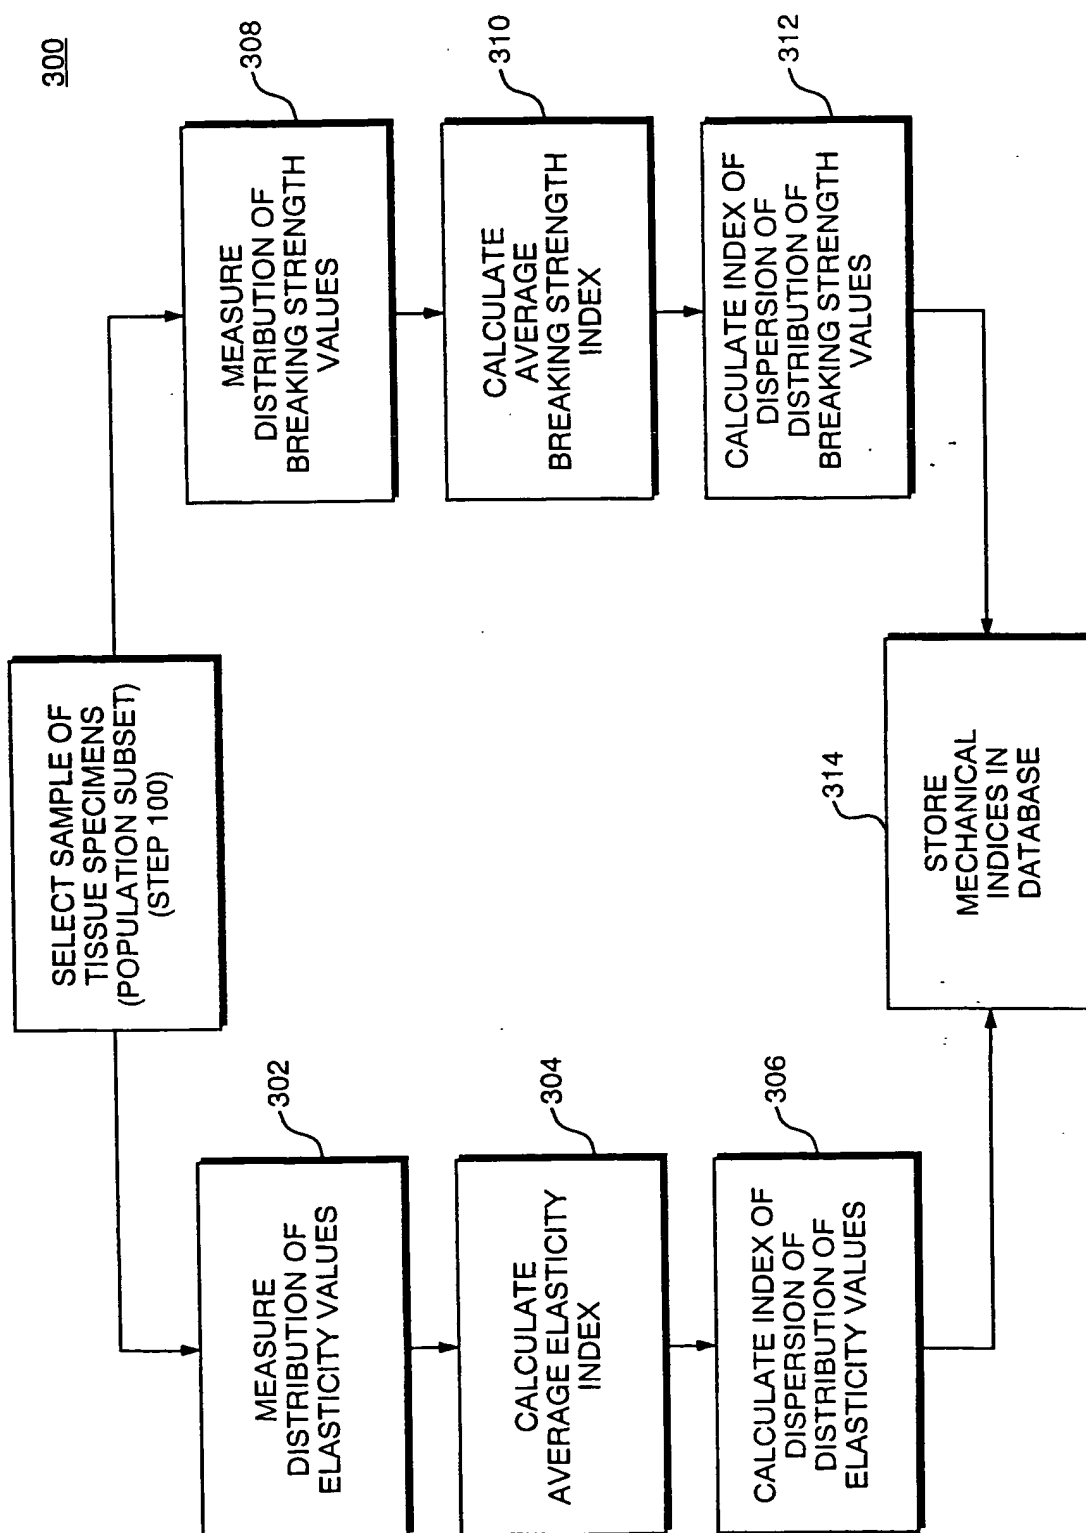 300
SELECT SAMPLE OF
TISSUE SPECIMENS
(POPULATION SUBSET)
(STEP 100)
302
MEASURE
DISTRIBUTION OF
ELASTICITY VALUES
304
CALCULATE
AVERAGE ELASTICITY
INDEX
306
CALCULATE INDEX OF
DISPERSION OF
DISTRIBUTION OF
ELASTICITY VALUES
308
MEASURE
DISTRIBUTION OF
BREAKING STRENGTH
VALUES
310
CALCULATE
AVERAGE
BREAKING STRENGTH
INDEX
312
CALCULATE INDEX OF
DISPERSION OF
DISTRIBUTION OF
BREAKING STRENGTH
VALUES
314
STORE
MECHANICAL
INDICES IN
DATABASE